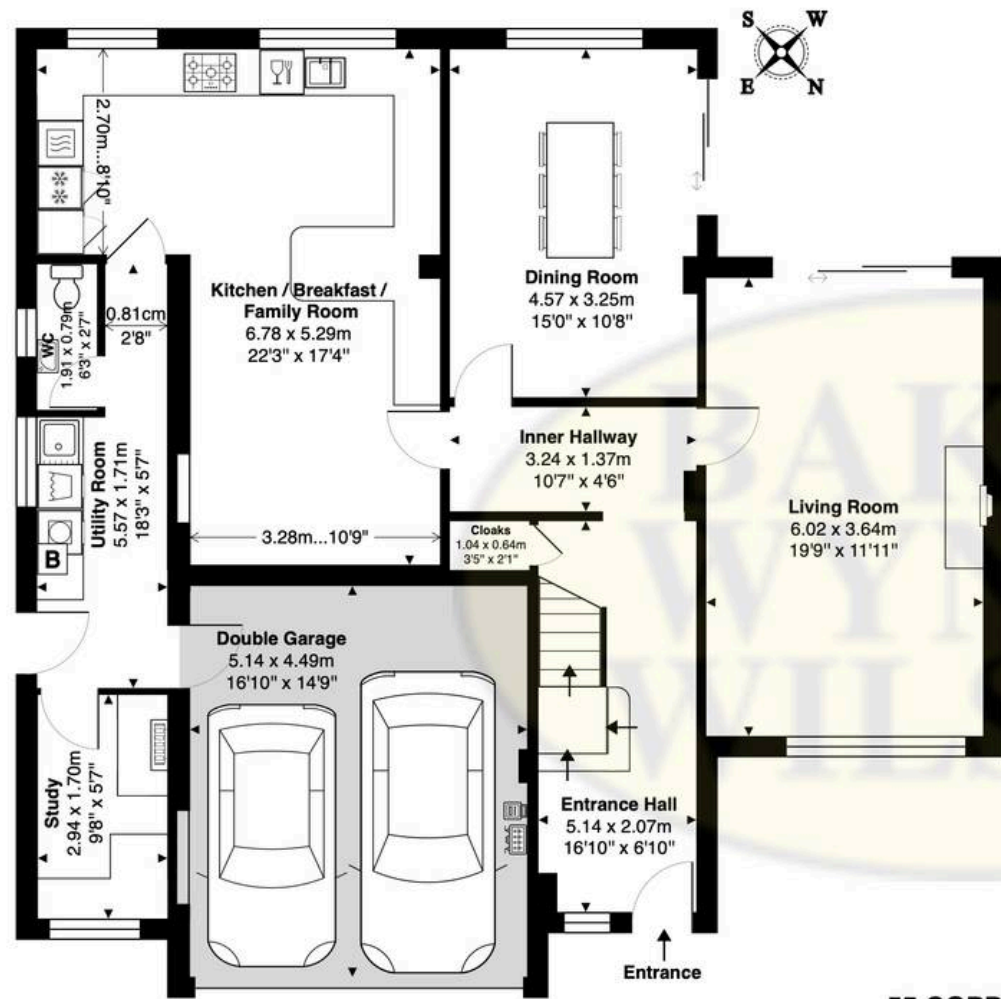 S W
E N
2.70m...8'10"
Kitchen / Breakfast /
Family Room
6.78 x 5.29m
22'3" x 17'4"
Dining Room
4.57 x 3.25m
15'0" x 10'8"
WC
1.91 x 0.79m
6'3" x 2'7"
0.81cm
2'8"
Inner Hallway
3.24 x 1.37m
10'7" x 4'6"
Utility Room
5.57 x 1.71m
18'3" x 5'7"
B
3.28m...10'9"
Cloaks
1.04 x 0.64m
3'5" x 2'1"
Living Room
6.02 x 3.64m
19'9" x 11'11"
Double Garage
5.14 x 4.49m
16'10" x 14'9"
Study
2.94 x 1.70m
9'8" x 5'7"
Entrance Hall
5.14 x 2.07m
16'10" x 6'10"
Entrance
BAK
WYN
WILS